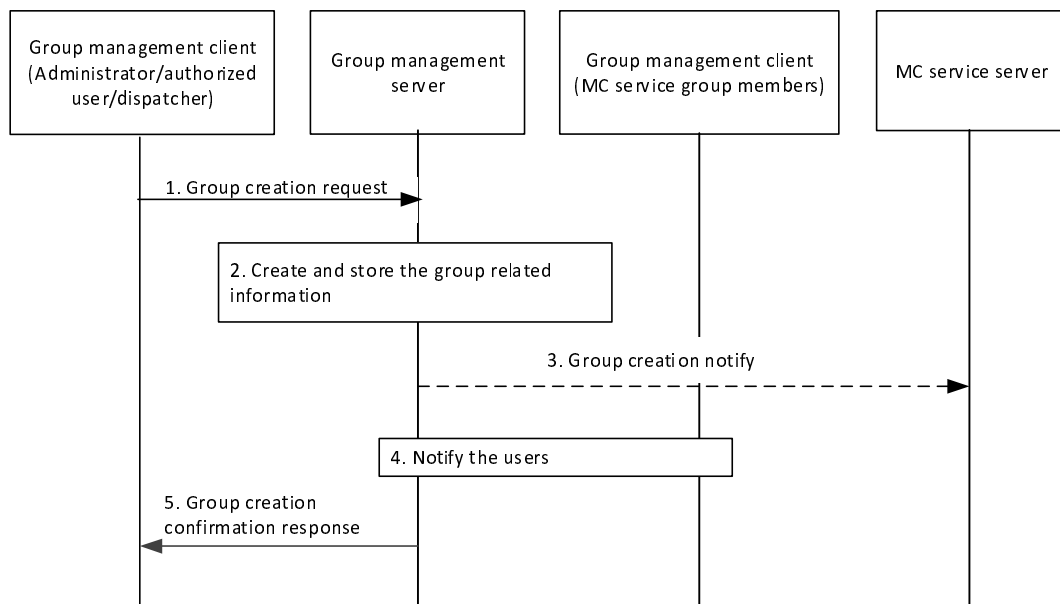 Group management client
(Administrator/authorized
user/dispatcher)
Group management
server
Group management client
(MC service group members)
MC service server
1. Group creation request
2. Create and store the group related
information
3. Group creation notify
4. Notify the users
5. Group creation
confirmation response